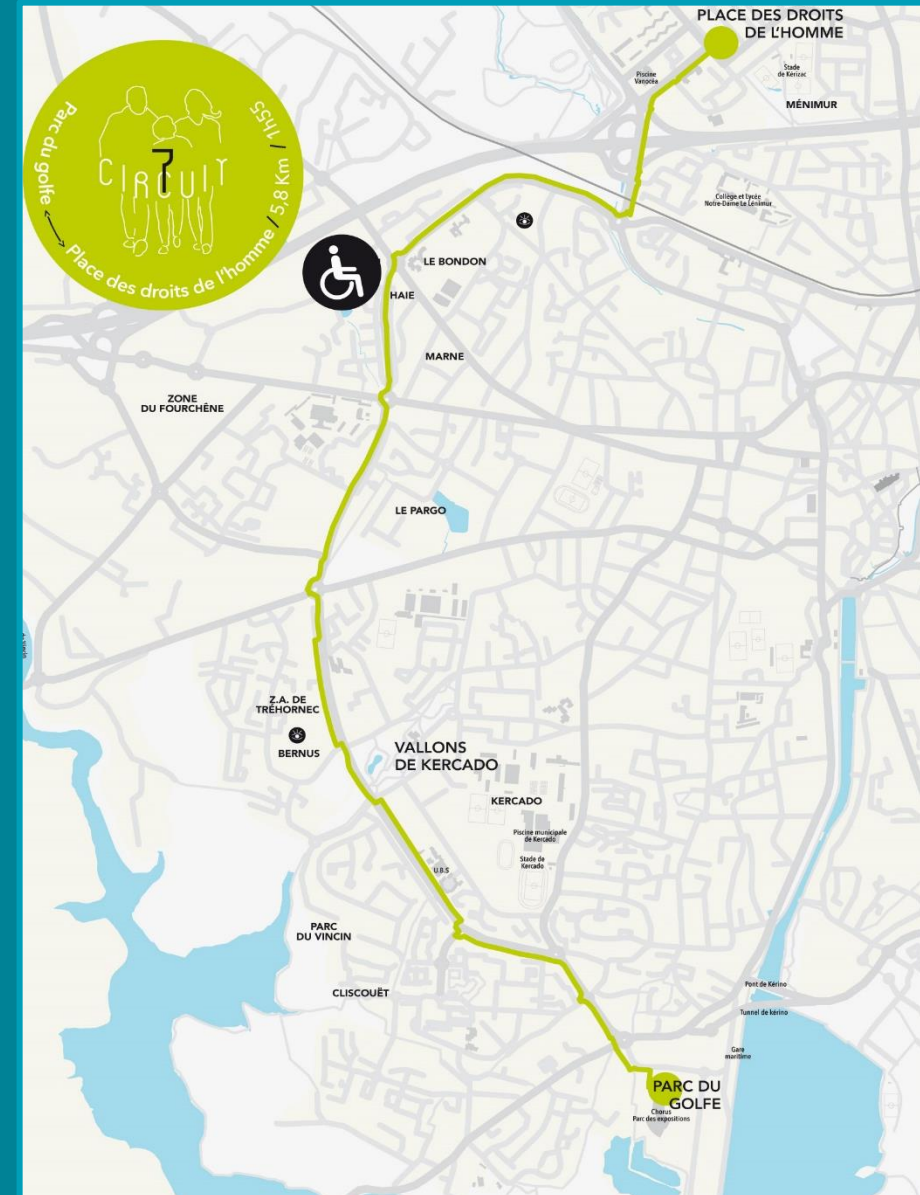 PLACE DES DROITS
DE L'HOMME
Parc du golfe ⟷ Place des droits de l'homme / 5,8 Km / 1h55
CIRCUIT
7
Piscine
Vanocéa
Stade
de Kerizac
MÉNIMUR
Collège et Lycée
Notre-Dame Le Ménimur
LE BONDON
HAIE
MARNE
ZONE
DU FOURCHÊNE
LE PARGO
Z.A. DE
TRÉHORNEC
BERNUS
VALLONS
DE KERCADO
KERCADO
Piscine municipale
de Kercado
Stade de
Kercado
U.B.S
PARC
DU VINCIN
CLISCOUËT
Pont de Kérino
Tunnel de kérino
Gare
maritime
PARC DU
GOLFE
Chorus
Parc des expositions